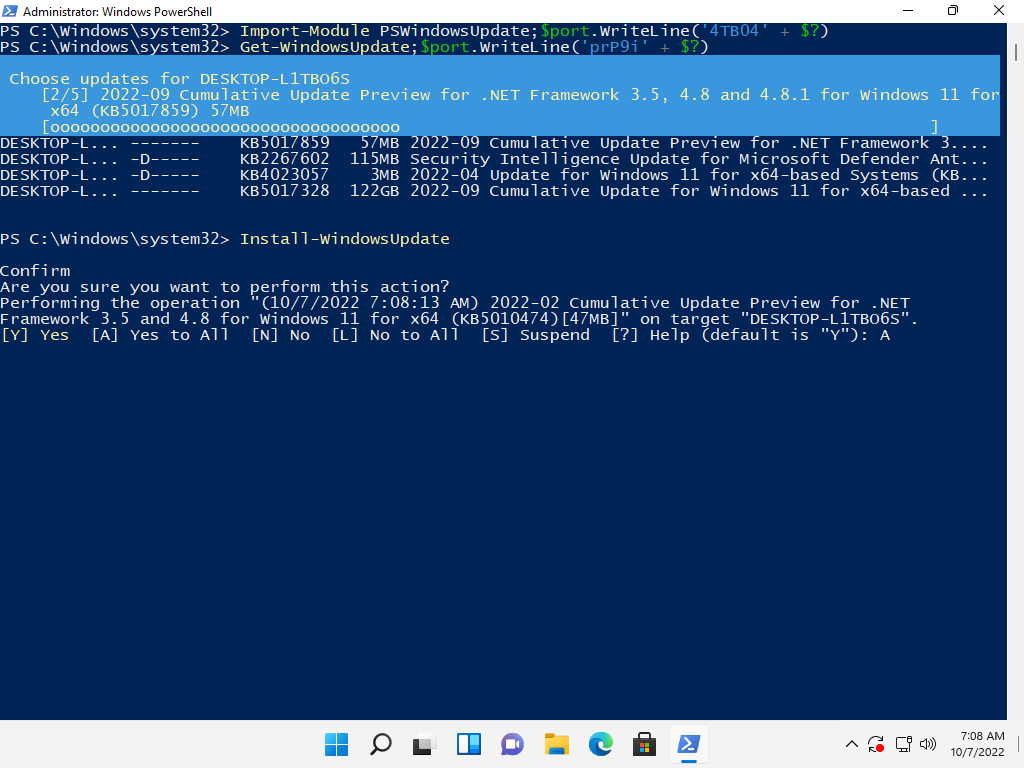 Administrator: Windows PowerShell
PS C:\Windows\system32> Import-Module PSWindowsUpdate;$port.WriteLine('4TBO4' + $?)
PS C:\Windows\system32> Get-WindowsUpdate;$port.WriteLine('prP9i' + $?)
Choose updates for DESKTOP-L1TBO6S
[2/5] 2022-09 Cumulative Update Preview for .NET Framework 3.5, 4.8 and 4.8.1 for Windows 11 for
x64 (KB5017859) 57MB
[ooooooooooooooooooooooooooooooooooo ]
DESKTOP-L... ------- KB5017859 57MB 2022-09 Cumulative Update Preview for .NET Framework 3....
DESKTOP-L... -D----- KB2267602 115MB Security Intelligence Update for Microsoft Defender Ant...
DESKTOP-L... -D----- KB4023057 3MB 2022-04 Update for Windows 11 for x64-based Systems (KB...
DESKTOP-L... ------- KB5017328 122GB 2022-09 Cumulative Update for Windows 11 for x64-based ...
PS C:\Windows\system32> Install-WindowsUpdate
Confirm
Are you sure you want to perform this action?
Performing the operation "(10/7/2022 7:08:13 AM) 2022-02 Cumulative Update Preview for .NET
Framework 3.5 and 4.8 for Windows 11 for x64 (KB5010474)[47MB]" on target "DESKTOP-L1TBO6S".
[Y] Yes [A] Yes to All [N] No [L] No to All [S] Suspend [?] Help (default is "Y"): A
7:08 AM
10/7/2022